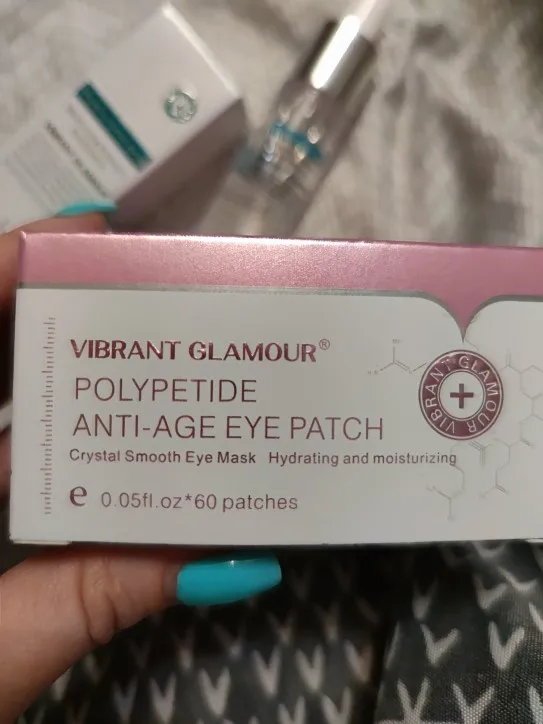 VIBRANT GLAMOUR®
POLYPETIDE
ANTI-AGE EYE PATCH
Crystal Smooth Eye Mask Hydrating and moisturizing
e 0.05fl.oz*60 patches
VIBRANT GLAMOUR